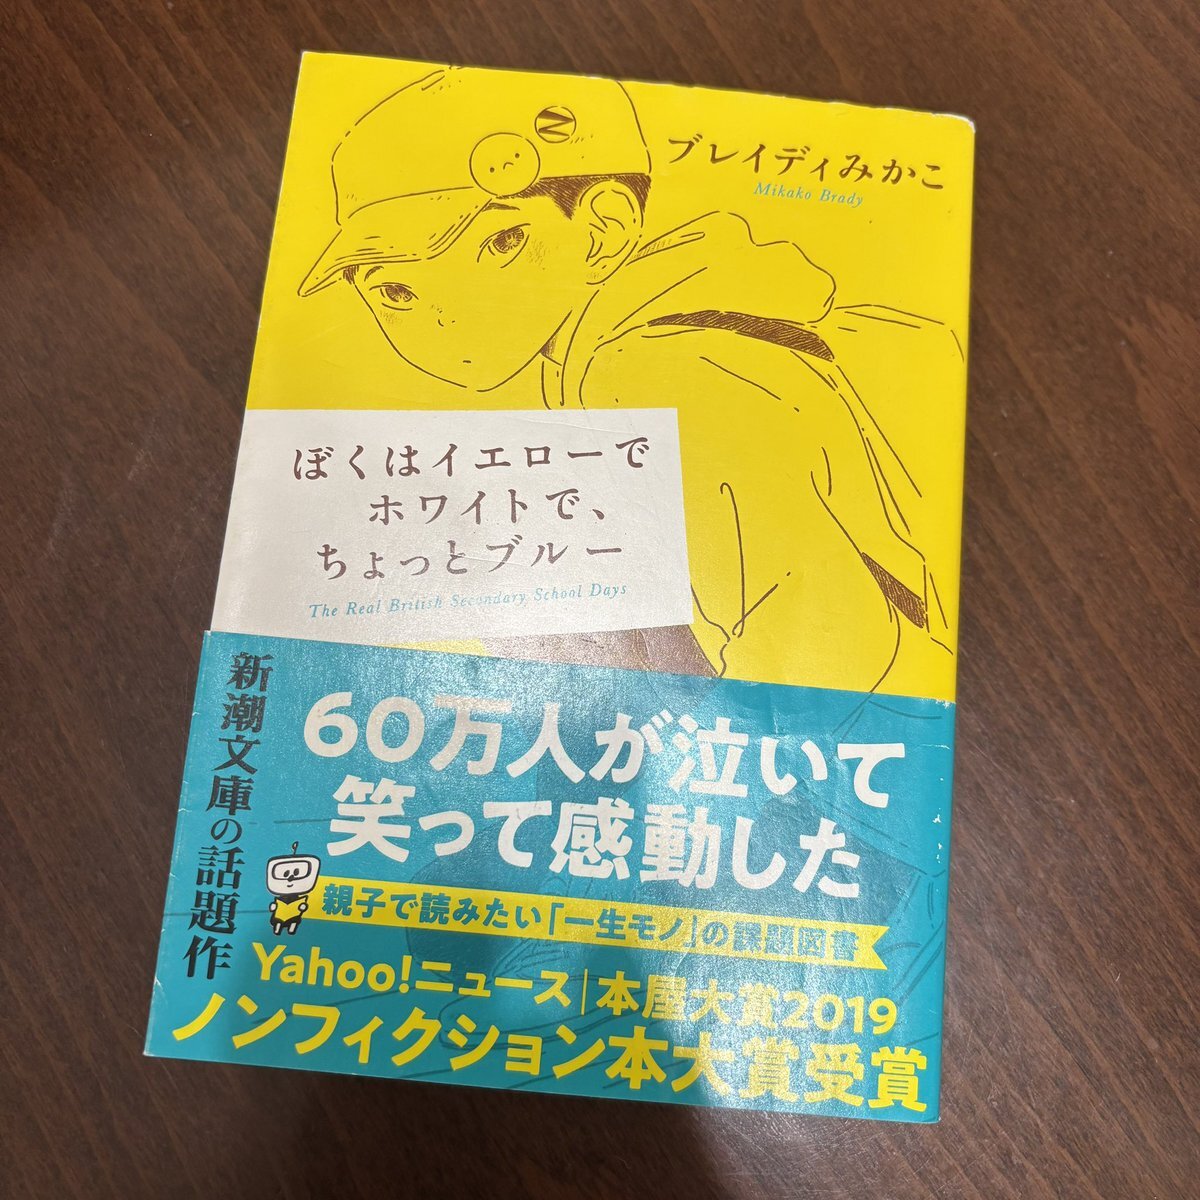 ブレイディみかこ
Mikako Brady
ぼくはイエローで
ホワイトで、
ちょっとブルー
The Real British Secondary School Days
新潮文庫の話題作
60万人が泣いて
笑って感動した
親子で読みたい「一生モノ」の課題図書
Yahoo!ニュース|本屋大賞2019
ノンフィクション本大賞受賞